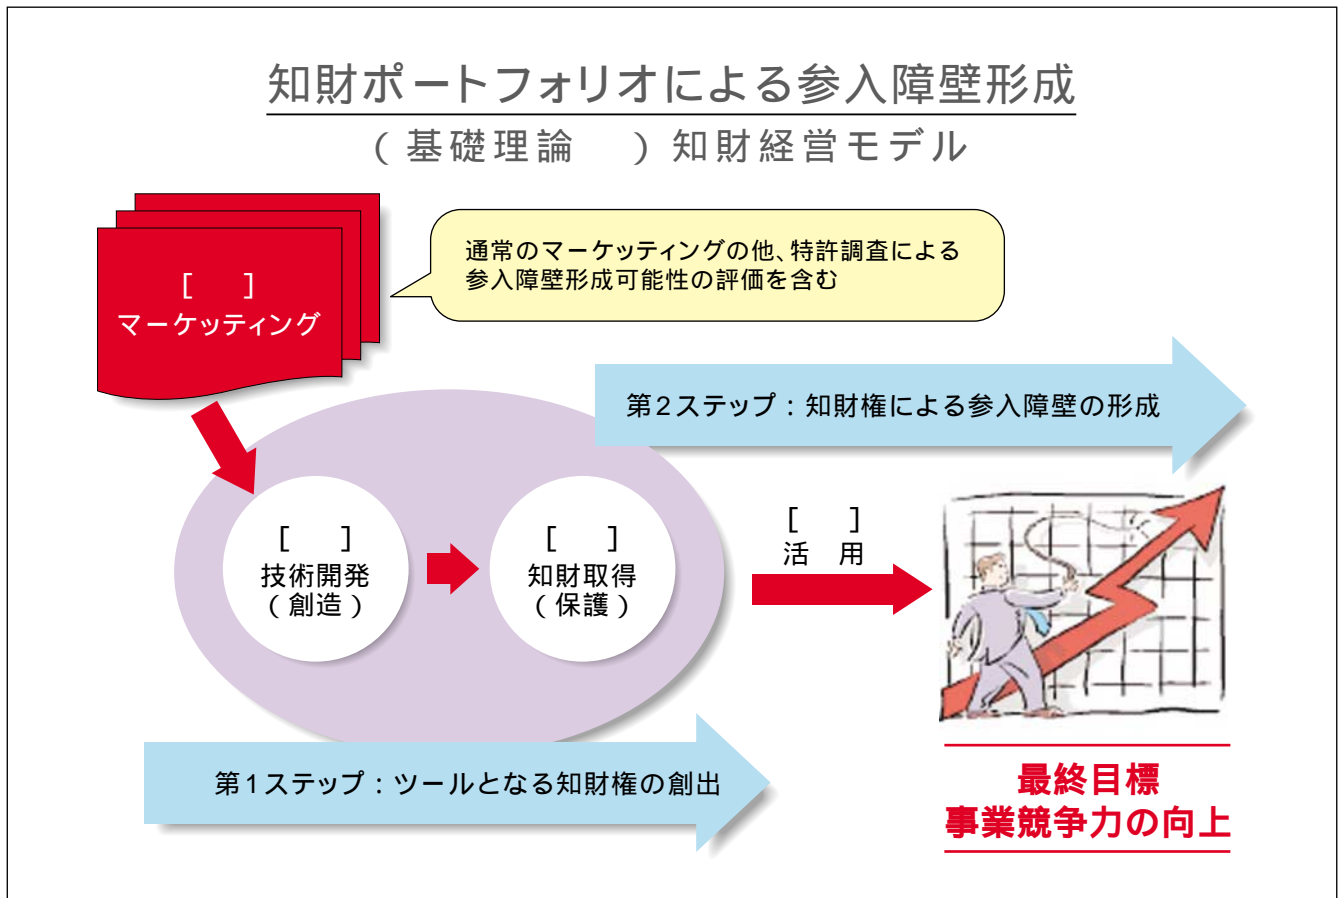 知財ポートフォリオによる参入障壁形成
(基礎理論　)知財経営モデル
[　]
マーケッティング
通常のマーケッティングの他、特許調査による
参入障壁形成可能性の評価を含む
第2ステップ:知財権による参入障壁の形成
[　]
技術開発
(創造)
[　]
知財取得
(保護)
[　]
活　用
第1ステップ:ツールとなる知財権の創出
最終目標
事業競争力の向上